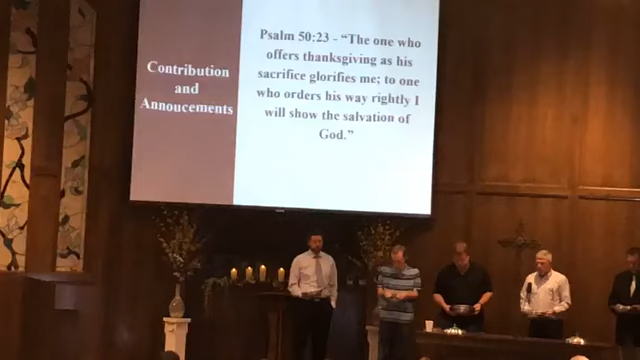 Contribution
and
Annoucements
Psalm 50:23 - “The one who
offers thanksgiving as his
sacrifice glorifies me; to one
who orders his way rightly I
will show the salvation of
God.”